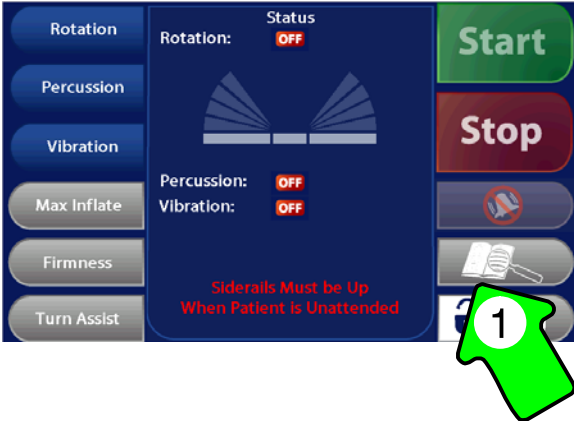 Rotation
Percussion
Vibration
Max Inflate
Firmness
Turn Assist
Status
Rotation: OFF
Percussion: OFF
Vibration: OFF
Siderails Must be Up
When Patient is Unattended
Start
Stop
1